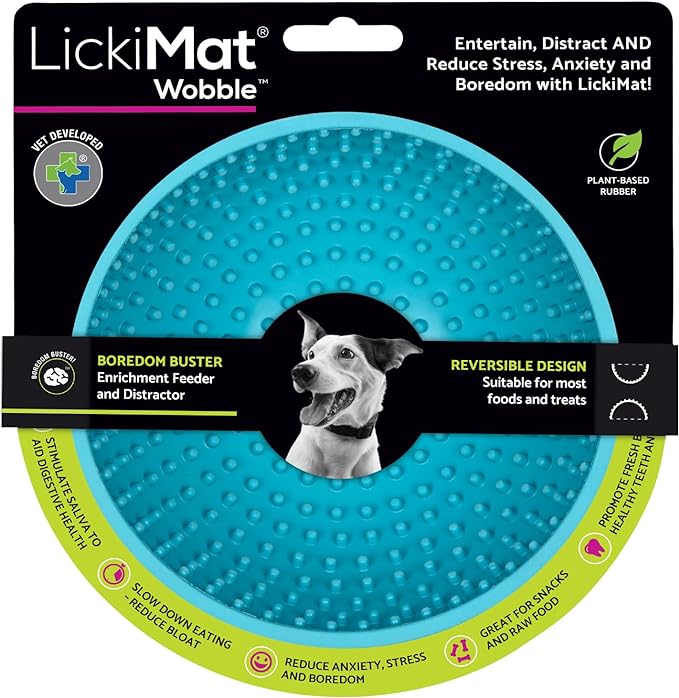 LickiMat®
Wobble™
Entertain, Distract AND
Reduce Stress, Anxiety and
Boredom with LickiMat!
VET DEVELOPED
®
PLANT-BASED
RUBBER
BOREDOM BUSTER!
BOREDOM BUSTER
Enrichment Feeder
and Distractor
REVERSIBLE DESIGN
Suitable for most
foods and treats
STIMULATE SALIVA TO
AID DIGESTIVE HEALTH
SLOW DOWN EATING
- REDUCE BLOAT
REDUCE ANXIETY, STRESS
AND BOREDOM
GREAT FOR SNACKS
AND RAW FOOD
PROMOTE FRESH
HEALTHY TEETH